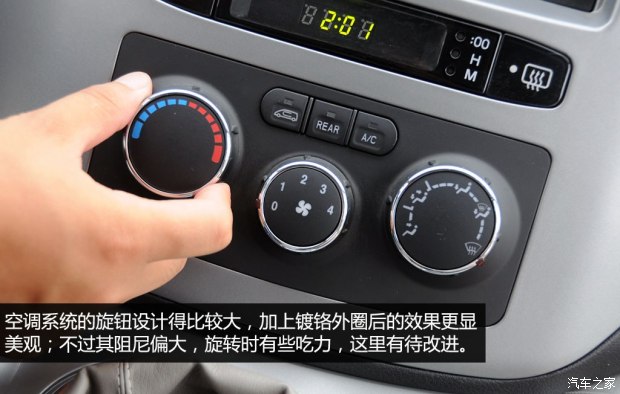 2:01
:00
H
M
REAR
A/C
0 1 2 3 4
空调系统的旋钮设计得比较大，加上镀铬外圈后的效果更显
美观；不过其阻尼偏大，旋转时有些吃力，这里有待改进。
汽车之家